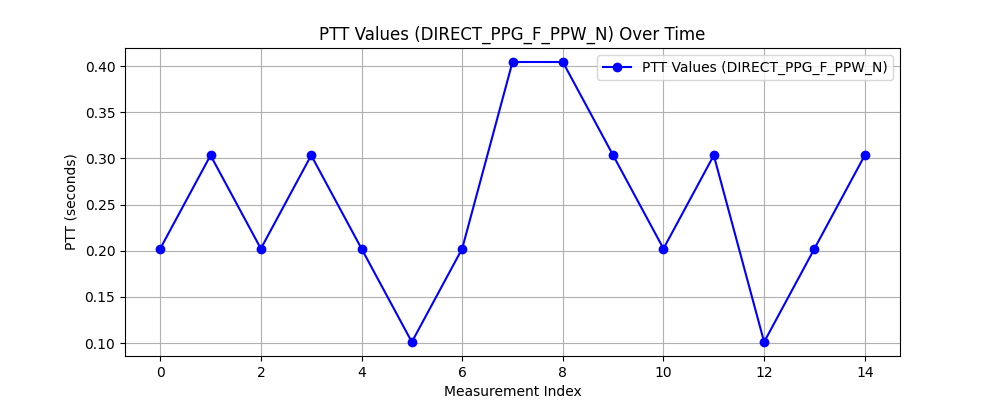 PTT Values (DIRECT_PPG_F_PPW_N) Over Time
PTT Values (DIRECT_PPG_F_PPW_N)
PTT (seconds)
0.40
0.35
0.30
0.25
0.20
0.15
0.10
0 2 4 6 8 10 12 14
Measurement Index